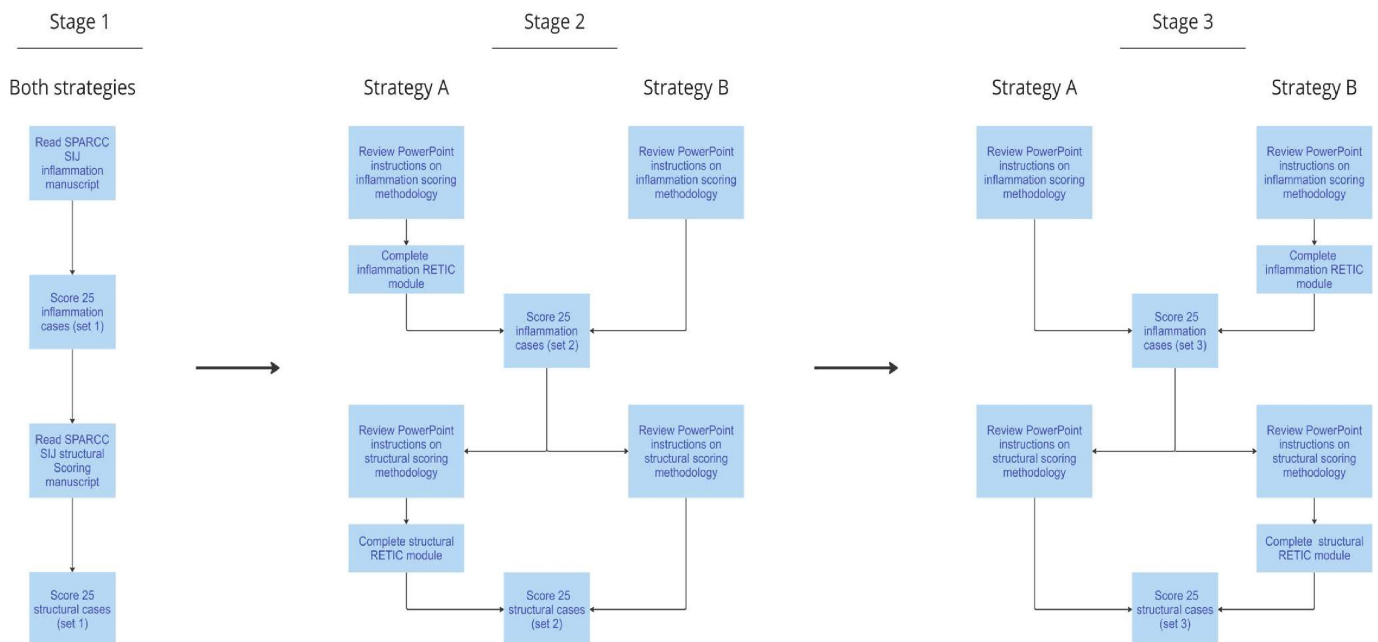 Stage 1
Both strategies
Read SPARCC
SIJ
inflammation
manuscript
Score 25
inflammation
cases (set 1)
Read SPARCC
SIJ structural
Scoring
manuscript
Score 25
structural cases
(set 1)
Stage 2
Strategy A
Strategy B
Review PowerPoint
instructions on
inflammation scoring
methodology
Review PowerPoint
instructions on
inflammation scoring
methodology
Complete
inflammation RETIC
module
Score 25
inflammation
cases (set 2)
Review PowerPoint
instructions on
structural scoring
methodology
Review PowerPoint
instructions on
structural scoring
methodology
Complete structural
RETIC module
Score 25
structural cases
(set 2)
Stage 3
Strategy A
Strategy B
Review PowerPoint
instructions on
inflammation scoring
methodology
Review PowerPoint
instructions on
inflammation scoring
methodology
Complete
inflammation RETIC
module
Score 25
inflammation
cases (set 3)
Review PowerPoint
instructions on
structural scoring
methodology
Review PowerPoint
instructions on
structural scoring
methodology
Complete structural
RETIC module
Score 25
structural cases
(set 3)